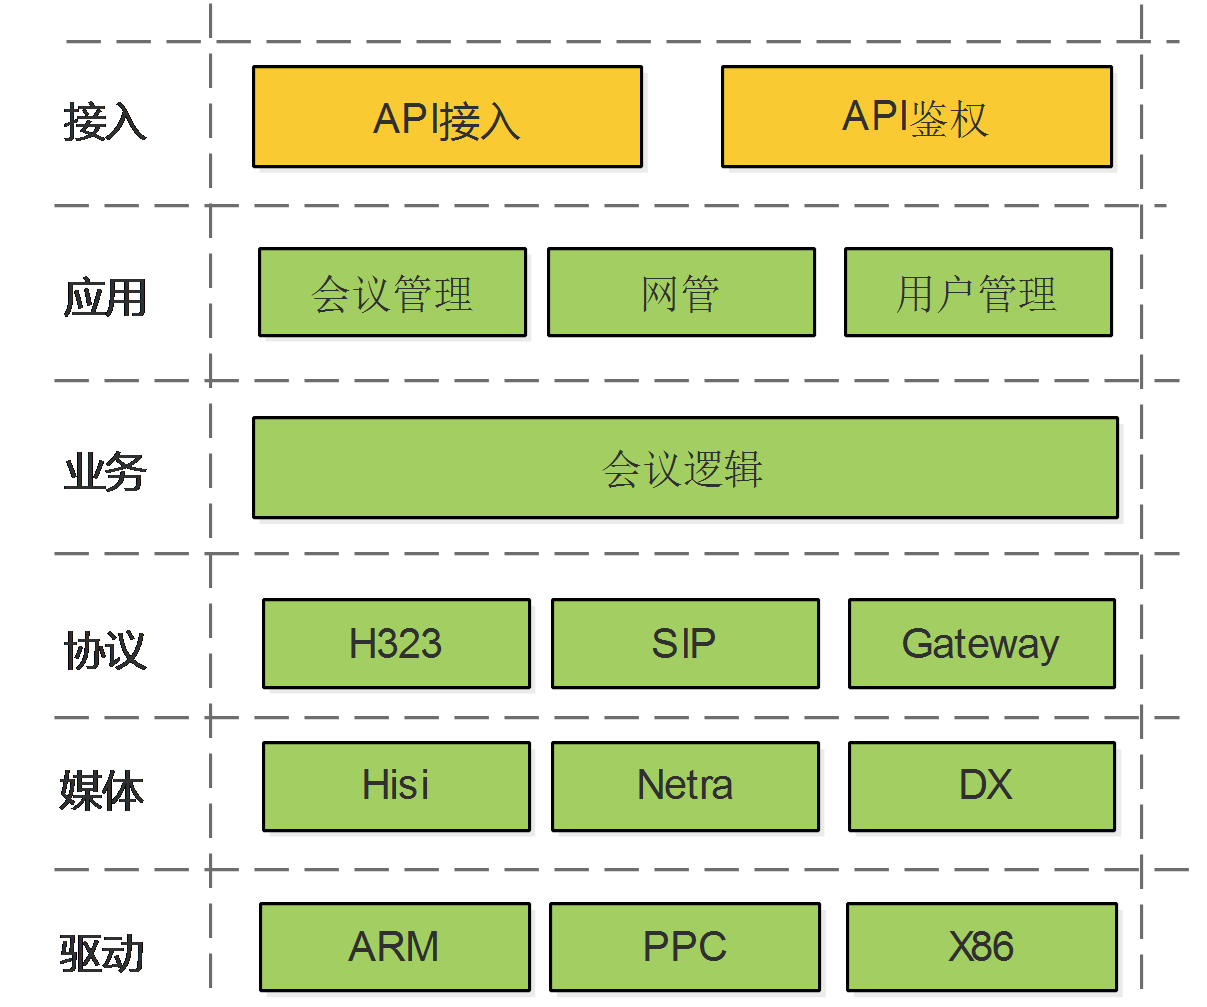 接入
API接入
API鉴权
应用
会议管理
网管
用户管理
业务
会议逻辑
协议
H323
SIP
Gateway
媒体
Hisi
Netra
DX
驱动
ARM
PPC
X86